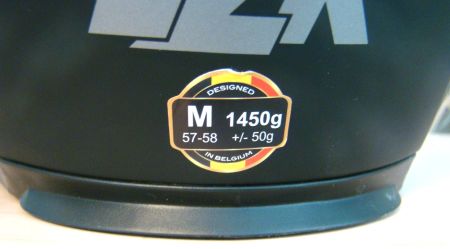 DESIGNED
M 1450g
57-58 +/- 50g
IN BELGIUM